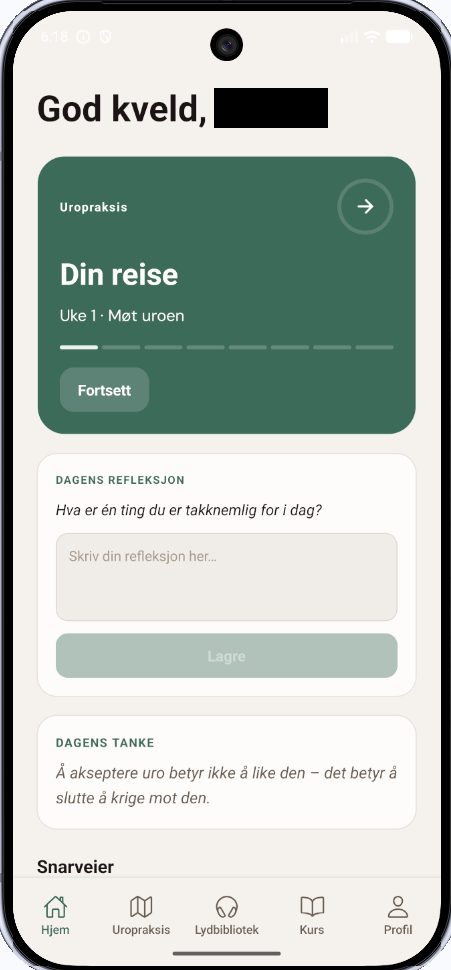 6:18
God kveld,
Uropraksis
Din reise
Uke 1 · Møt uroen
Fortsett
DAGENS REFLEKSJON
Hva er én ting du er takknemlig for i dag?
Skriv din refleksjon her...
Lagre
DAGENS TANKE
Å akseptere uro betyr ikke å like den – det betyr å
slutte å krige mot den.
Snarveier
Hjem Uropraksis Lydbibliotek Kurs Profil